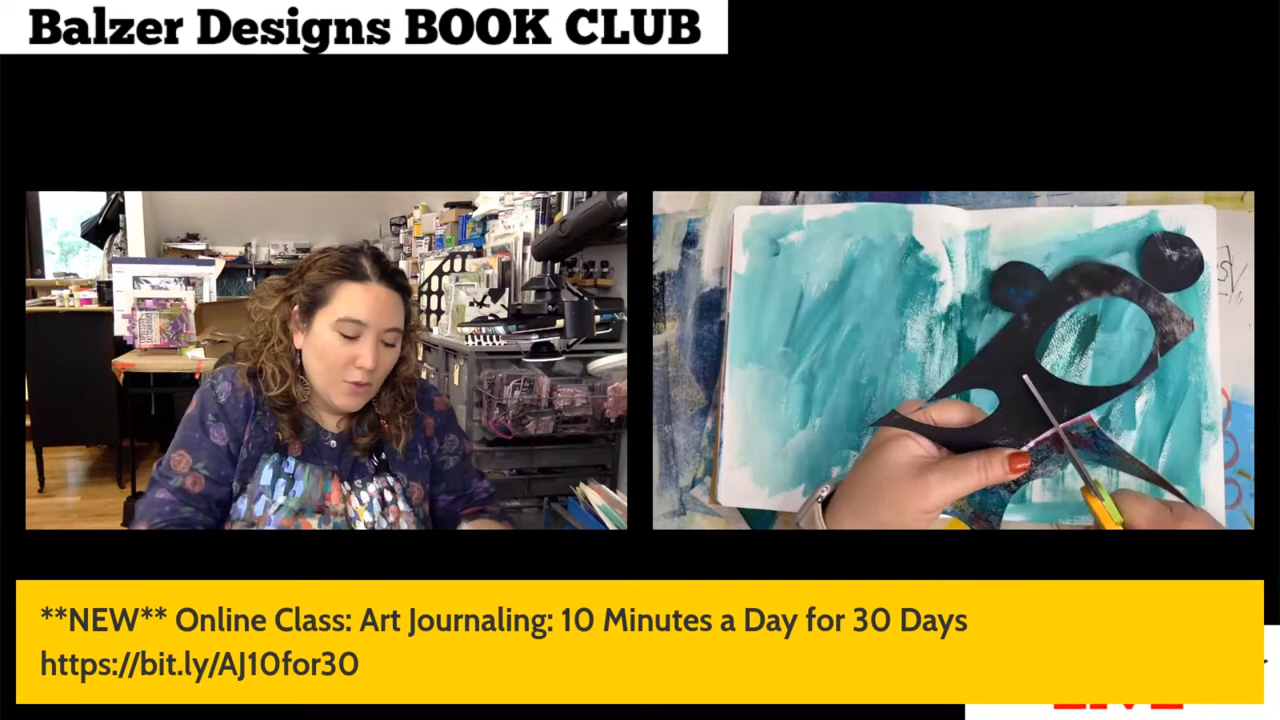 Balzer Designs BOOK CLUB
**NEW** Online Class: Art Journaling: 10 Minutes a Day for 30 Days
https://bit.ly/AJ10for30